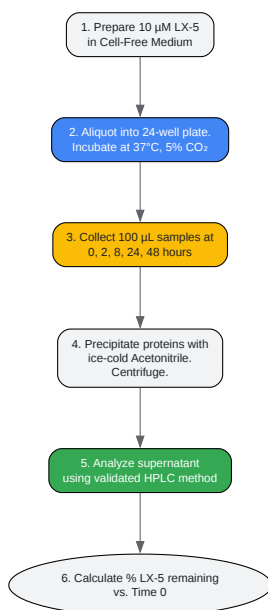 1. Prepare 10 µM LX-5
in Cell-Free Medium
2. Aliquot into 24-well plate.
Incubate at 37°C, 5% CO₂
3. Collect 100 µL samples at
0, 2, 8, 24, 48 hours
4. Precipitate proteins with
ice-cold Acetonitrile.
Centrifuge.
5. Analyze supernatant
using validated HPLC method
6. Calculate % LX-5 remaining
vs. Time 0